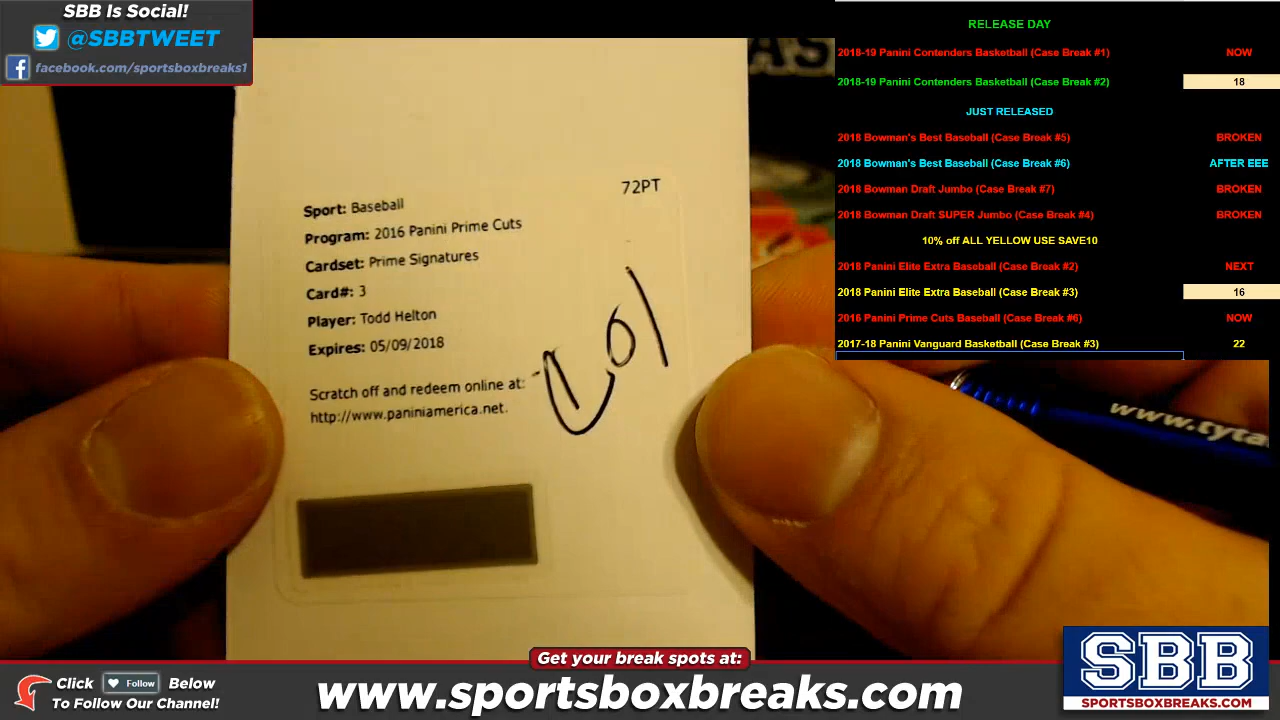 SBB Is Social!
@SBBTWEET
facebook.com/sportsboxbreaks1
RELEASE DAY
2018-19 Panini Contenders Basketball (Case Break #1) NOW
2018-19 Panini Contenders Basketball (Case Break #2) 18
JUST RELEASED
2018 Bowman's Best Baseball (Case Break #5) BROKEN
2018 Bowman's Best Baseball (Case Break #6) AFTER EEE
2018 Bowman Draft Jumbo (Case Break #7) BROKEN
2018 Bowman Draft SUPER Jumbo (Case Break #4) BROKEN
10% off ALL YELLOW USE SAVE10
2018 Panini Elite Extra Baseball (Case Break #2) NEXT
2018 Panini Elite Extra Baseball (Case Break #3) 16
2016 Panini Prime Cuts Baseball (Case Break #6) NOW
2017-18 Panini Vanguard Basketball (Case Break #3) 22
72PT
Sport: Baseball
Program: 2016 Panini Prime Cuts
Cardset: Prime Signatures
Card#: 3
Player: Todd Helton
Expires: 05/09/2018
Scratch off and redeem online at:
http://www.paniniamerica.net.
www.tyta
Get your break spots at:
Click Follow Below
To Follow Our Channel!
www.sportsboxbreaks.com
SBB
SPORTSBOXBREAKS.COM